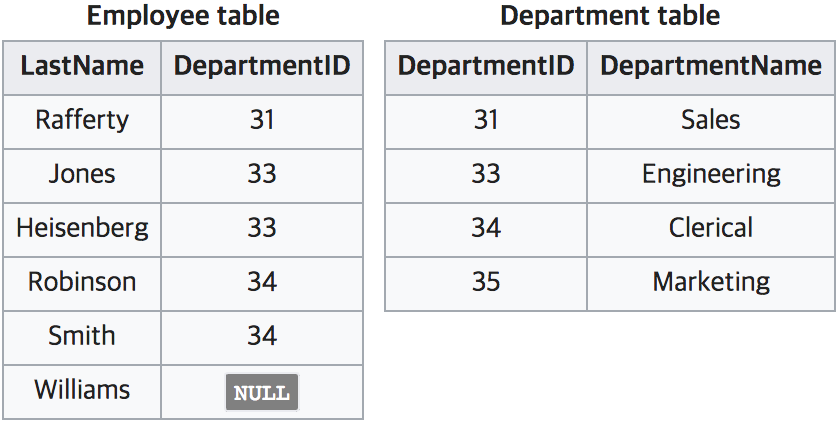 Employee table
LastName DepartmentID
Rafferty 31
Jones 33
Heisenberg 33
Robinson 34
Smith 34
Williams NULL
Department table
DepartmentID DepartmentName
31 Sales
33 Engineering
34 Clerical
35 Marketing